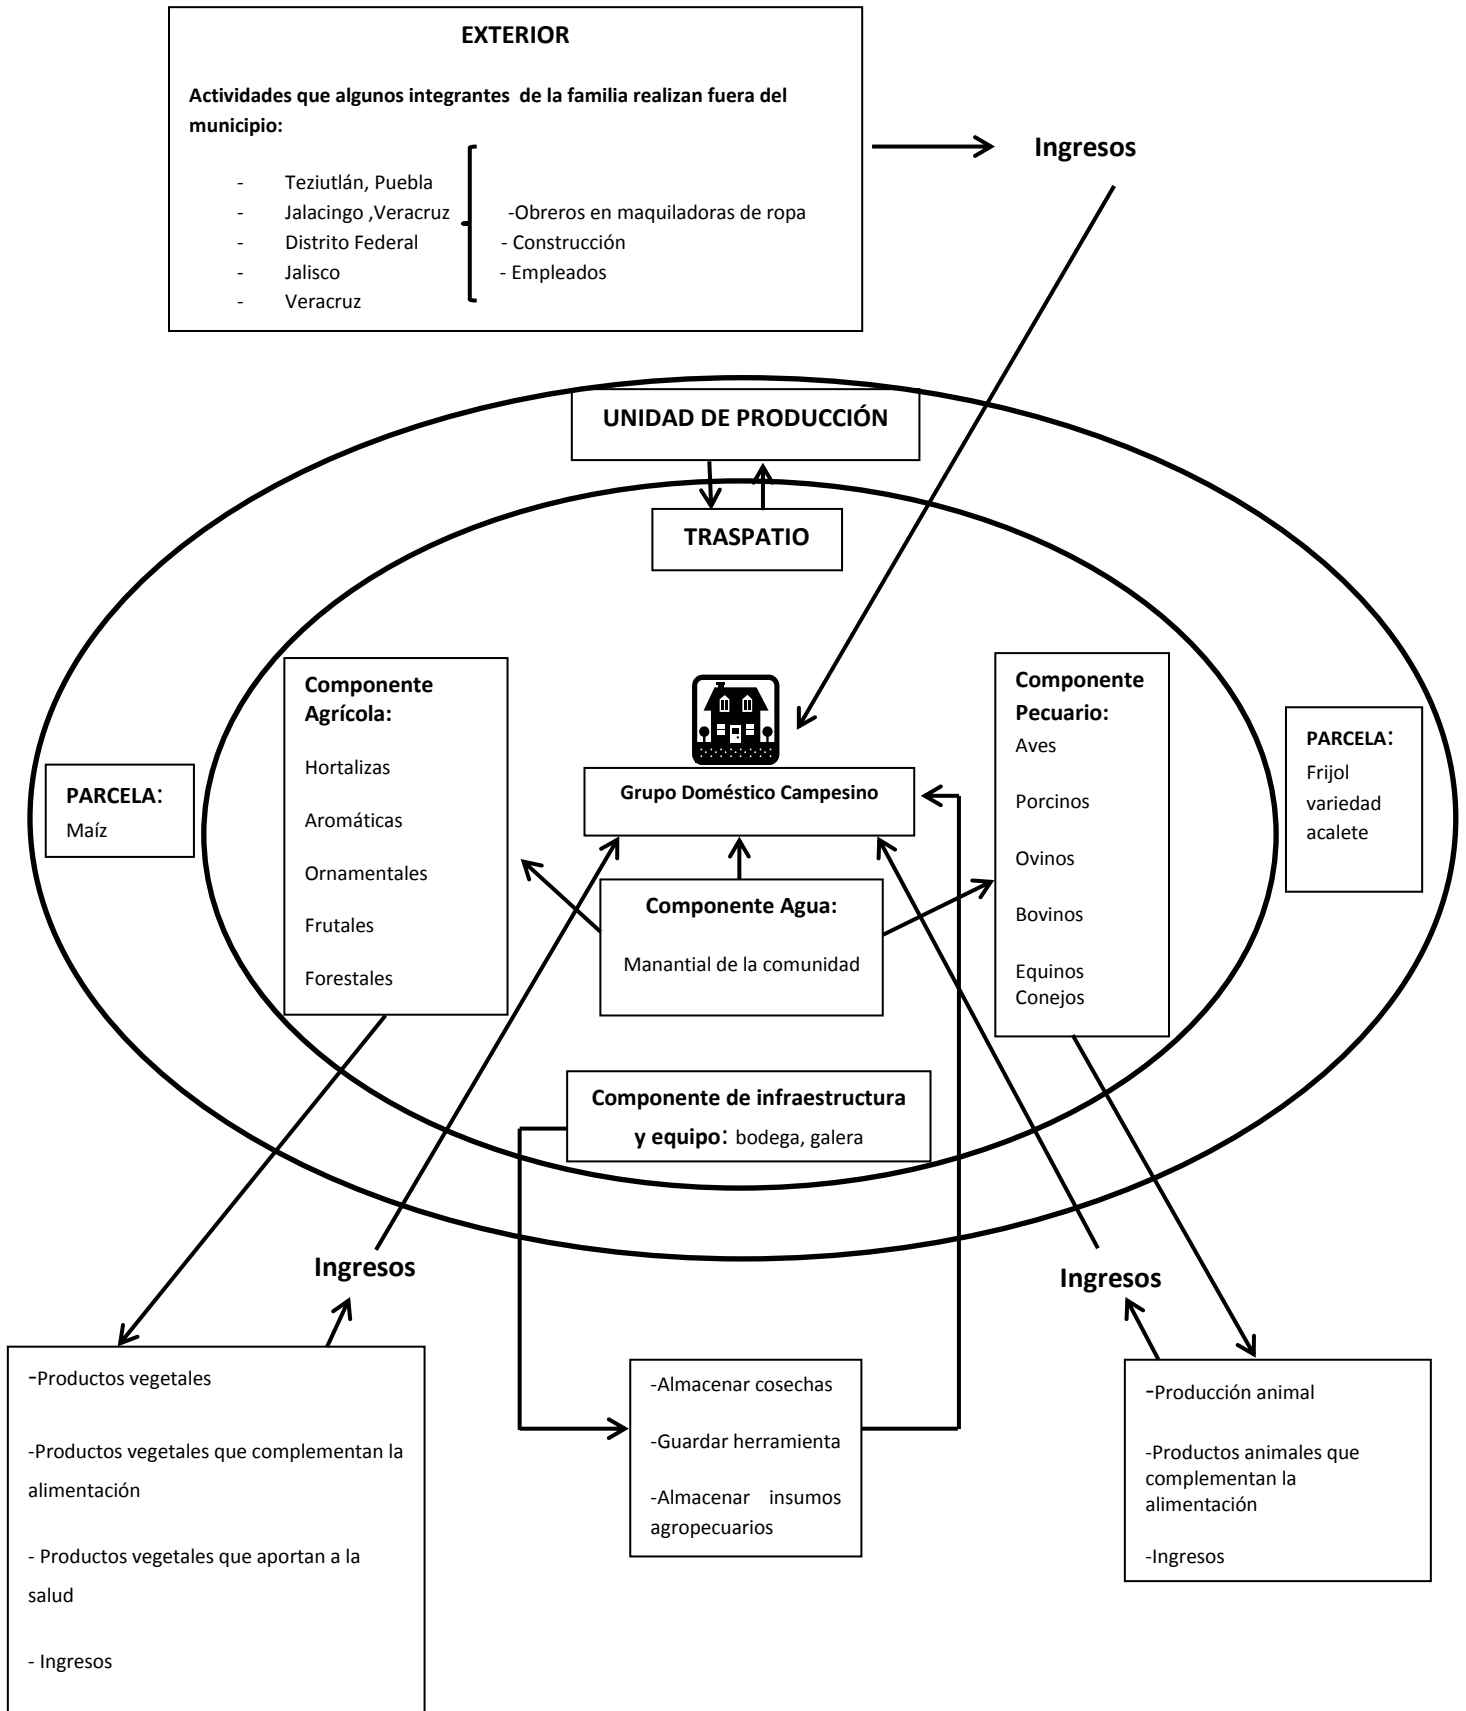 EXTERIOR
Actividades que algunos integrantes de la familia realizan fuera del
municipio:
- Teziutlán, Puebla
- Jalacingo ,Veracruz
- Distrito Federal
- Jalisco
- Veracruz
-Obreros en maquiladoras de ropa
- Construcción
- Empleados
Ingresos
UNIDAD DE PRODUCCIÓN
TRASPATIO
PARCELA:
Maíz
Componente
Agrícola:
Hortalizas
Aromáticas
Ornamentales
Frutales
Forestales
Grupo Doméstico Campesino
Componente Agua:
Manantial de la comunidad
Componente
Pecuario:
Aves
Porcinos
Ovinos
Bovinos
Equinos
Conejos
PARCELA:
Frijol
variedad
acalete
Componente de infraestructura
y equipo: bodega, galera
Ingresos
Ingresos
-Productos vegetales
-Productos vegetales que complementan la
alimentación
- Productos vegetales que aportan a la
salud
- Ingresos
-Almacenar cosechas
-Guardar herramienta
-Almacenar insumos
agropecuarios
-Producción animal
-Productos animales que
complementan la
alimentación
-Ingresos